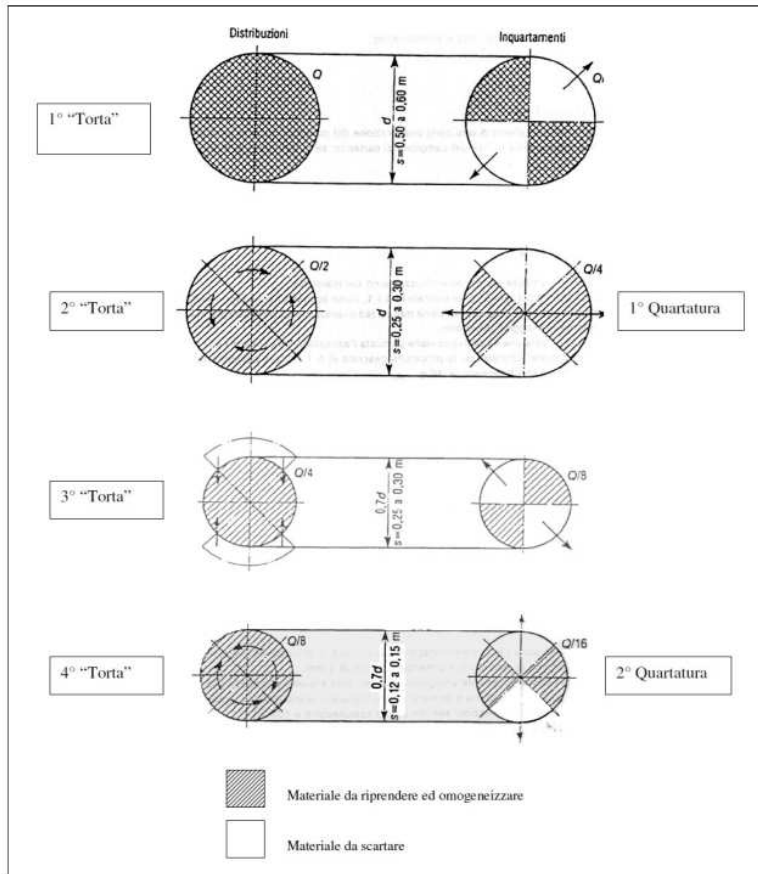 Distribuzioni
Inquartamenti
1° “Torta”
Q
d
s=0,50 a 0,60 m
2° “Torta”
Q/2
d
s=0,25 a 0,30 m
Q/4
1° Quartatura
3° “Torta”
Q/4
0,7d
s=0,25 a 0,30 m
Q/8
4° “Torta”
Q/8
0,7d
s=0,12 a 0,15 m
Q/16
2° Quartatura
Materiale da riprendere ed omogeneizzare
Materiale da scartare